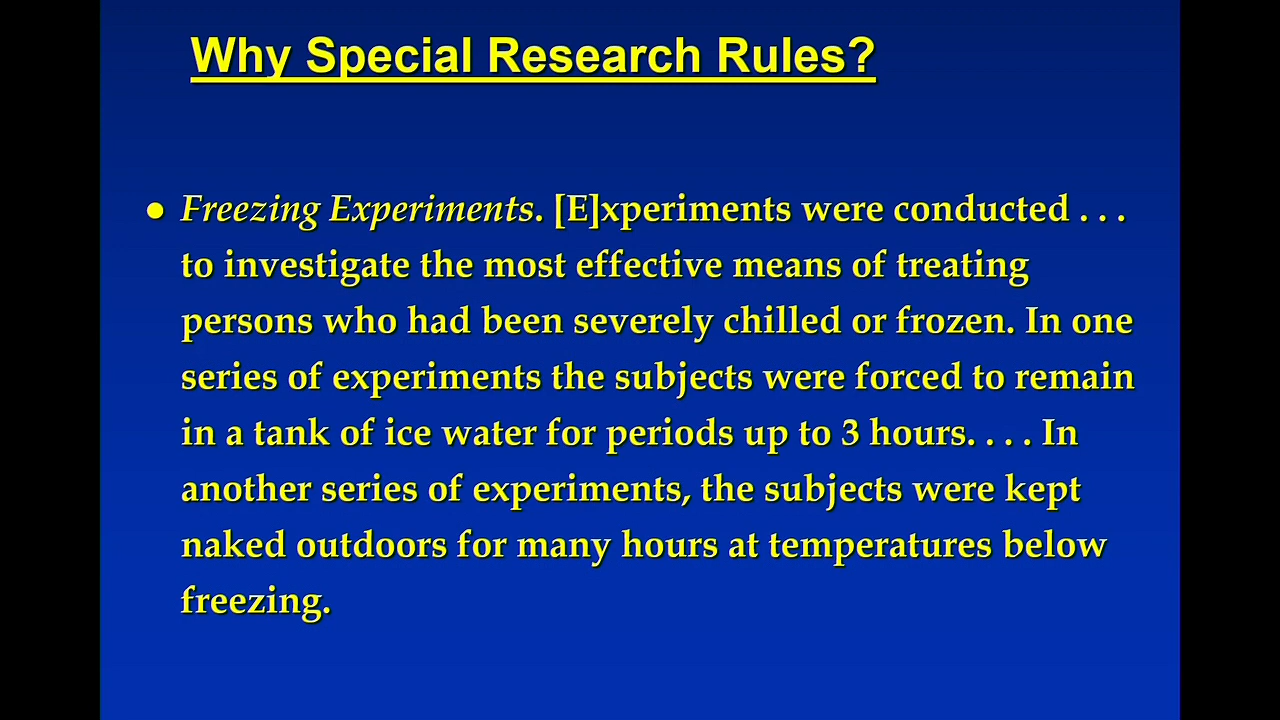 Why Special Research Rules?
● Freezing Experiments. [E]xperiments were conducted . . .
to investigate the most effective means of treating
persons who had been severely chilled or frozen. In one
series of experiments the subjects were forced to remain
in a tank of ice water for periods up to 3 hours. . . . In
another series of experiments, the subjects were kept
naked outdoors for many hours at temperatures below
freezing.